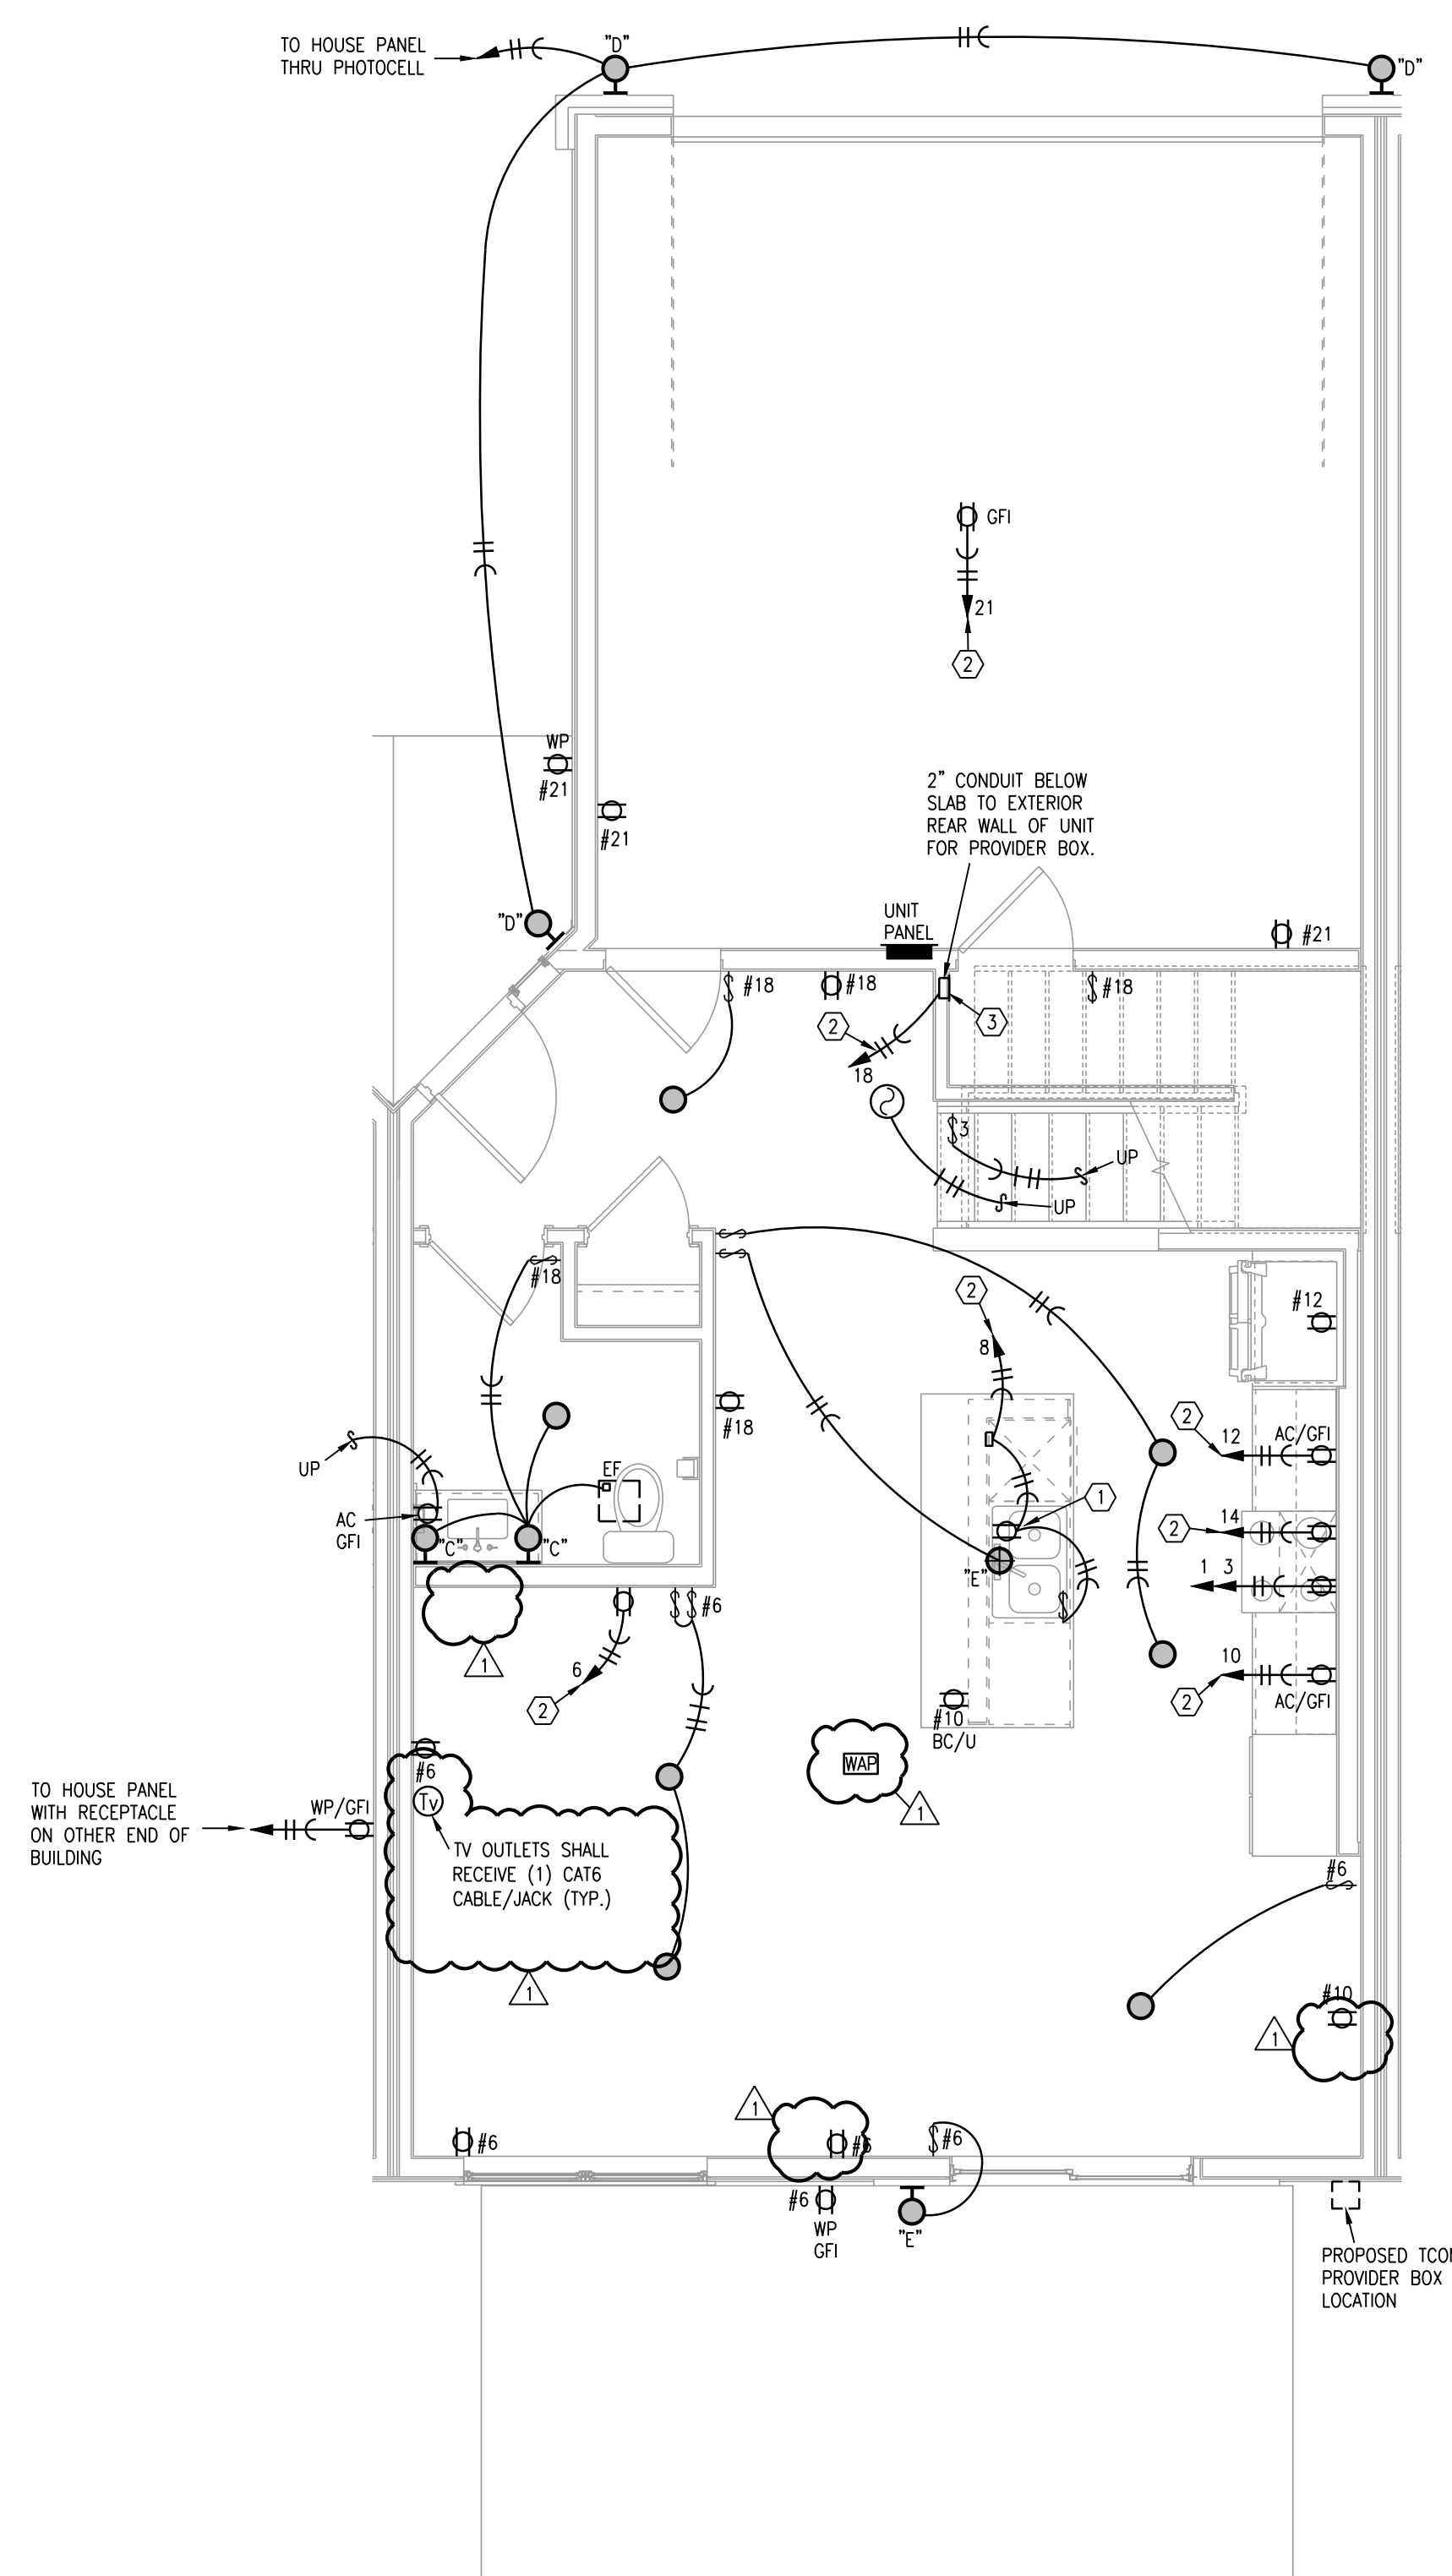 TO HOUSE PANEL
THRU PHOTOCELL
"D"
"D"
GFI
21
2
WP
#21
#21
2" CONDUIT BELOW
SLAB TO EXTERIOR
REAR WALL OF UNIT
FOR PROVIDER BOX.
"D"
UNIT
PANEL
#21
#18
#18
#18
2
3
18
3
UP
UP
#18
2
8
#12
#18
2
12
AC/GFI
UP
EF
AC
GFI
"C"
"C"
1
2
14
"E"
1 3
#6
1
6
2
10
2
AC/GFI
#10
BC/U
WAP
1
#6
Tv
TO HOUSE PANEL
WITH RECEPTACLE
ON OTHER END OF
BUILDING
WP/GFI
TV OUTLETS SHALL
RECEIVE (1) CAT6
CABLE/JACK (TYP.)
1
#6
#10
1
1
#6
#6
#6
#6
WP
GFI
"E"
PROPOSED TCOI
PROVIDER BOX
LOCATION